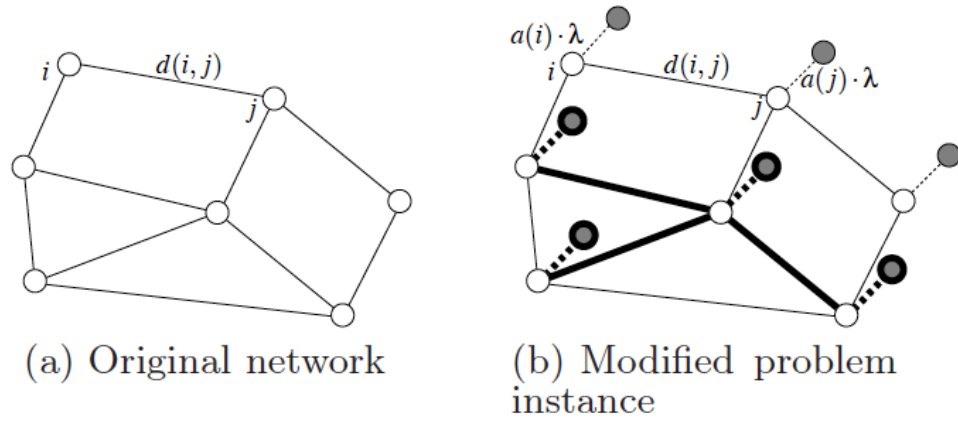 i
d(i, j)
j
(a) Original network
a(i) · λ
i
d(i, j)
a(j) · λ
j
(b) Modified problem
instance